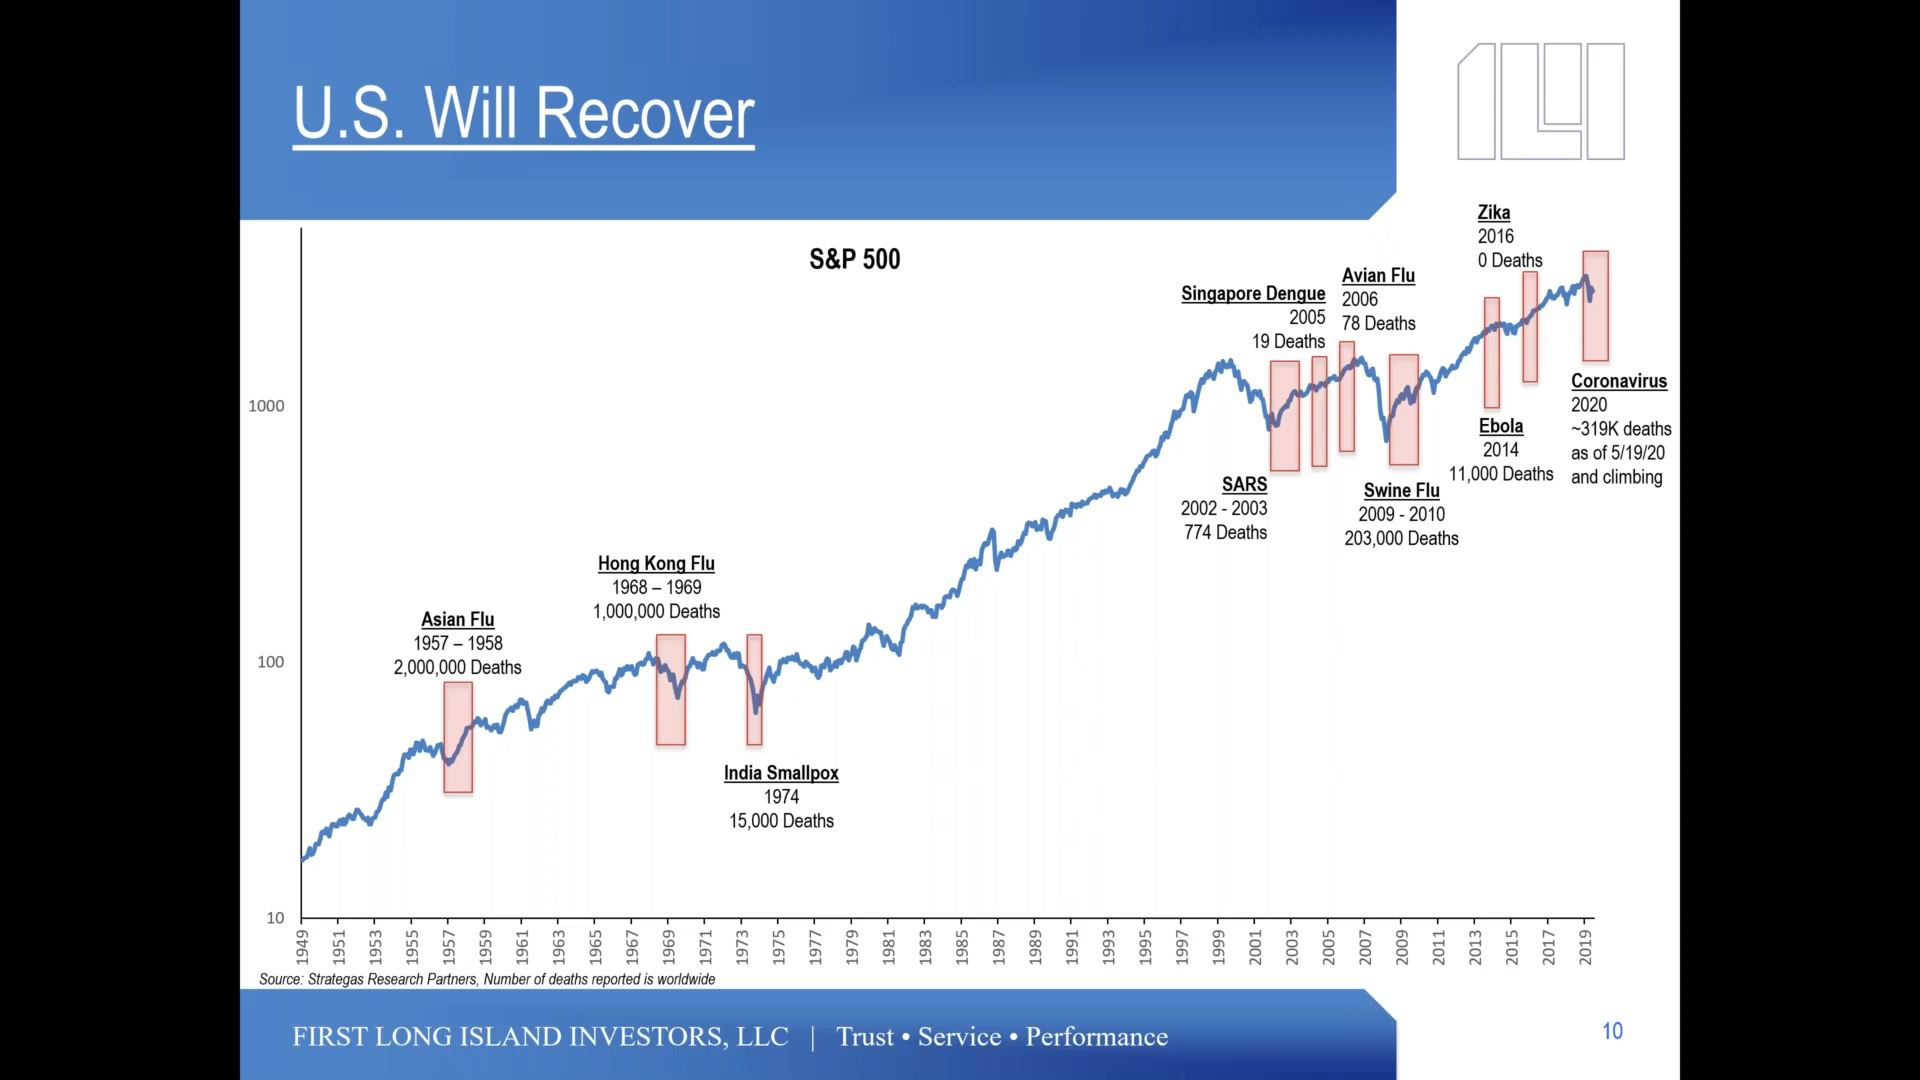 U.S. Will Recover
S&P 500
Zika
2016
0 Deaths
Avian Flu
2006
78 Deaths
Singapore Dengue
2005
19 Deaths
Coronavirus
2020
~319K deaths
as of 5/19/20
and climbing
Ebola
2014
11,000 Deaths
SARS
2002 - 2003
774 Deaths
Swine Flu
2009 - 2010
203,000 Deaths
Hong Kong Flu
1968 – 1969
1,000,000 Deaths
Asian Flu
1957 – 1958
2,000,000 Deaths
India Smallpox
1974
15,000 Deaths
1000
100
10
1949 1951 1953 1955 1957 1959 1961 1963 1965 1967 1969 1971 1973 1975 1977 1979 1981 1983 1985 1987 1989 1991 1993 1995 1997 1999 2001 2003 2005 2007 2009 2011 2013 2015 2017 2019
Source: Strategas Research Partners, Number of deaths reported is worldwide
FIRST LONG ISLAND INVESTORS, LLC | Trust • Service • Performance
10